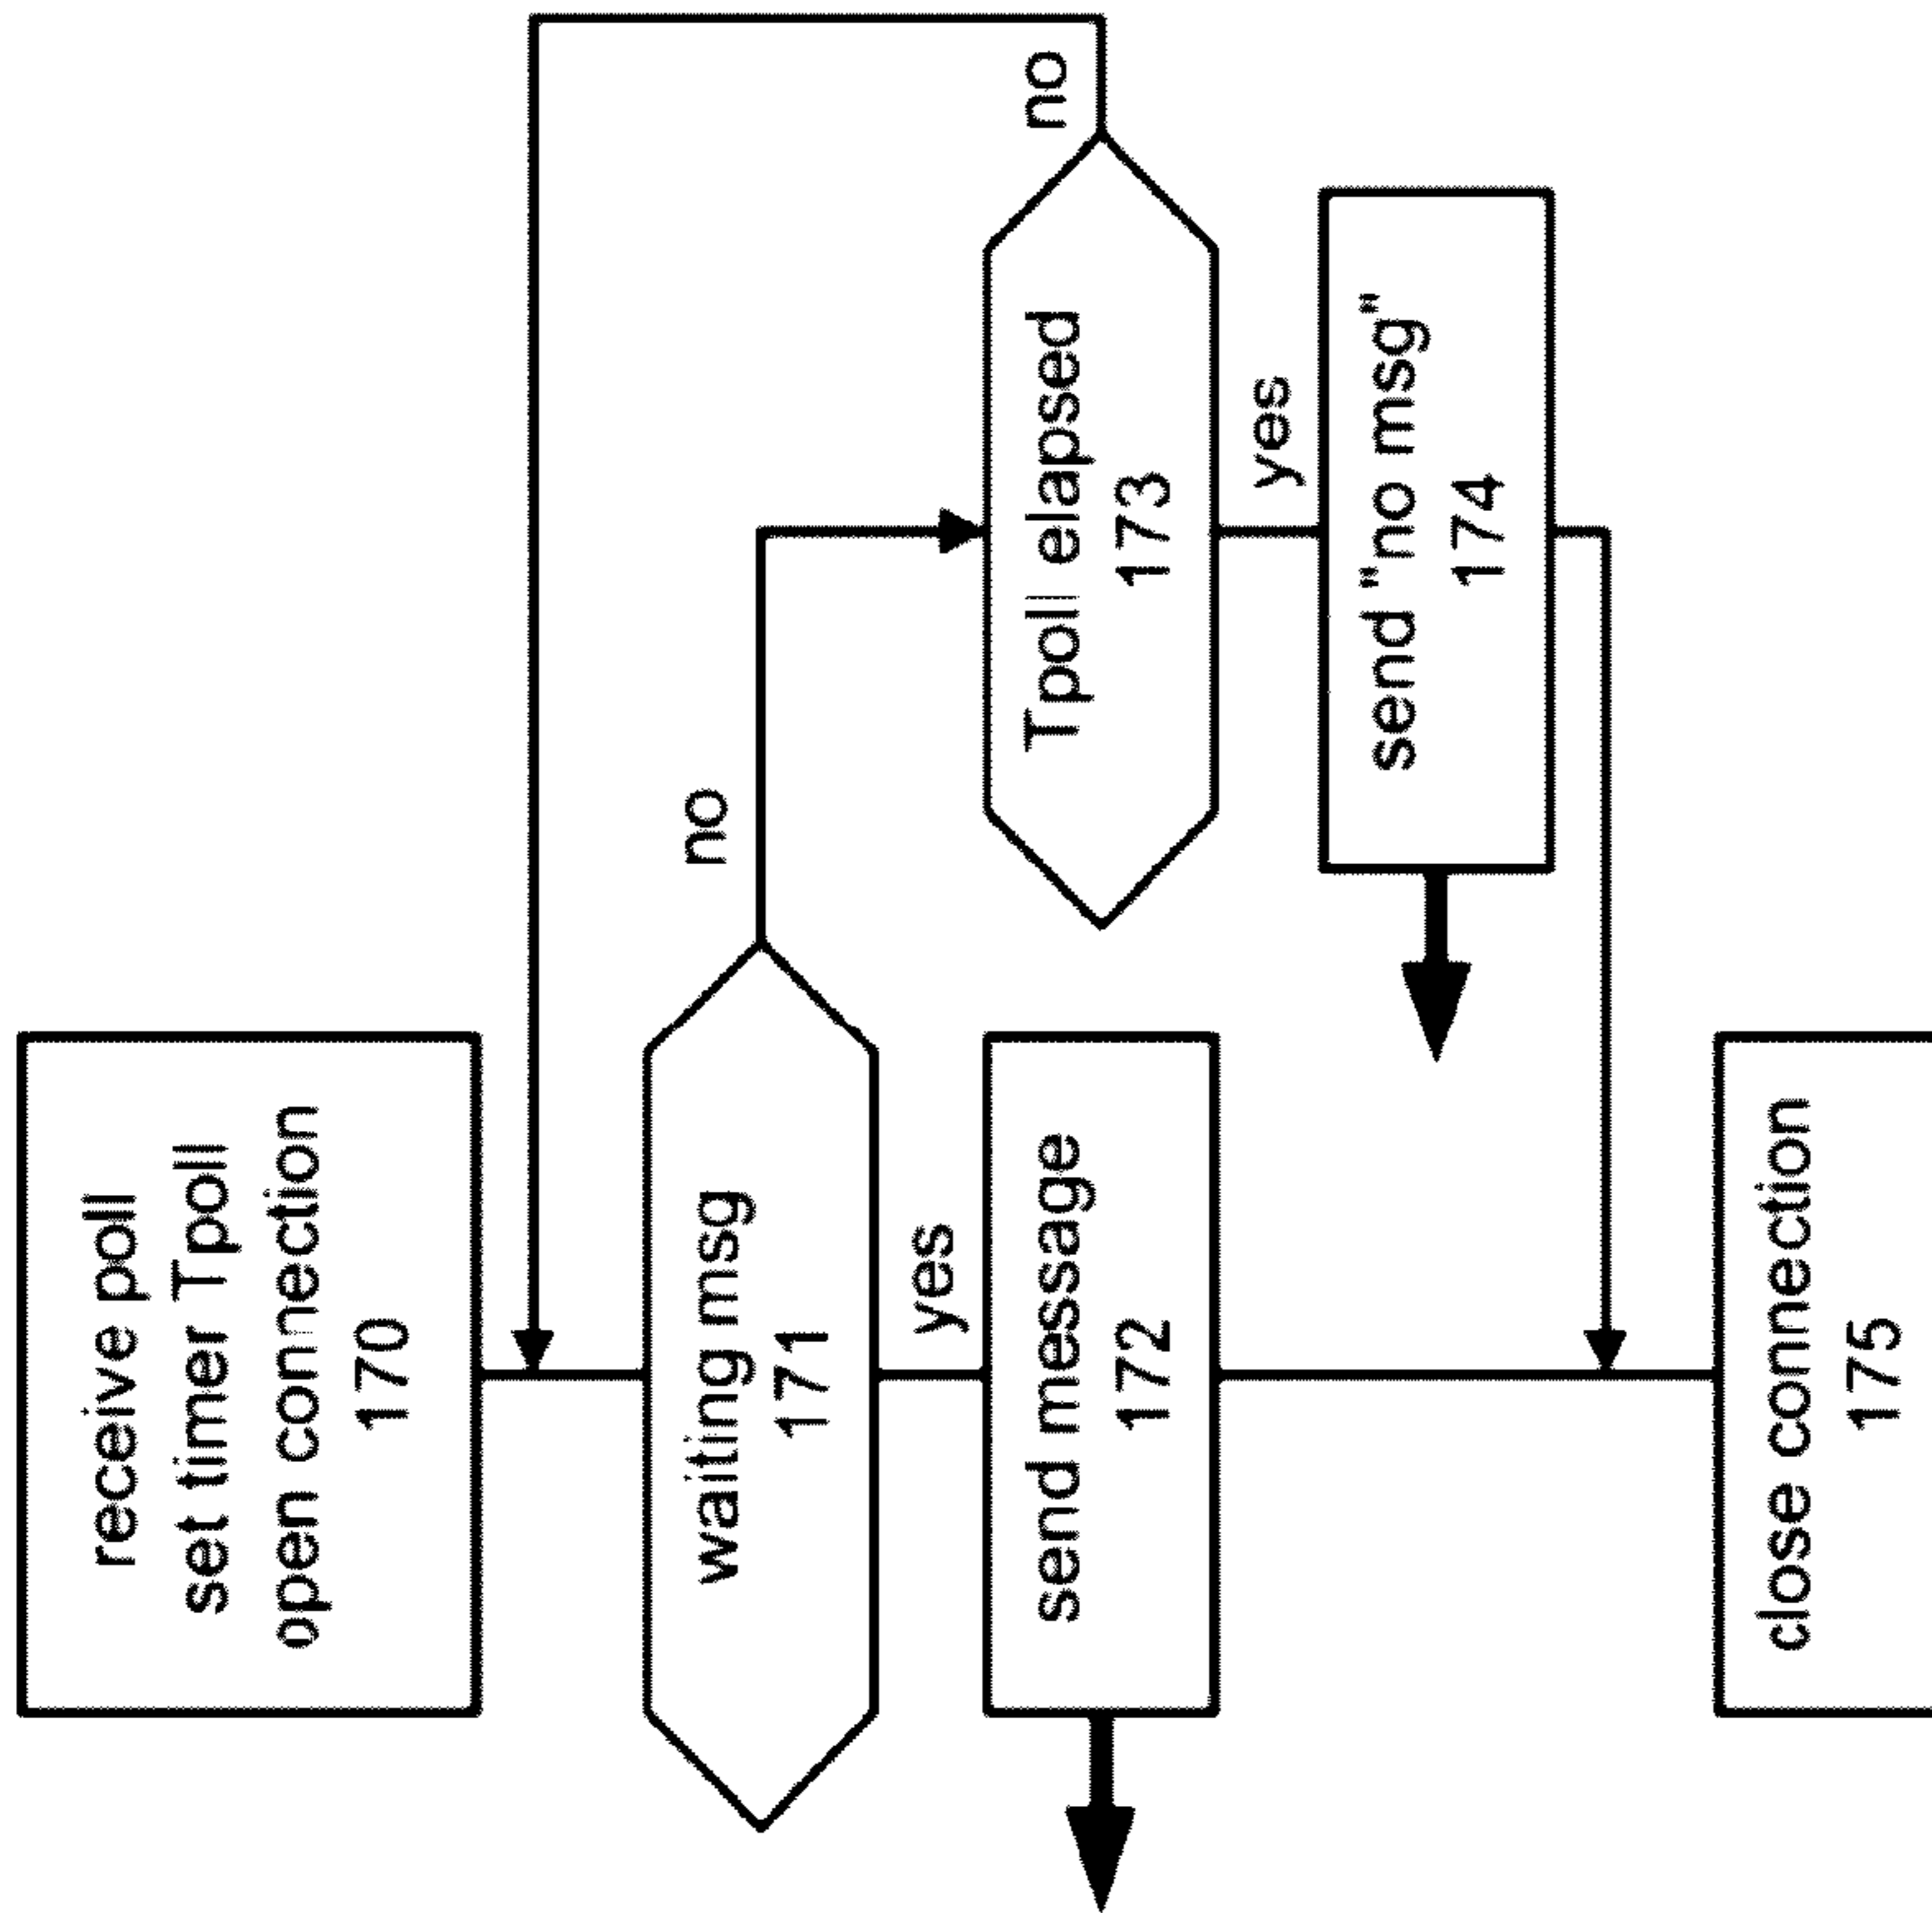 receive poll
set timer Tpoll
open connection
170
waiting msg
171
no
yes
send message
172
Tpoll elapsed
173
no
yes
send "no msg"
174
close connection
175